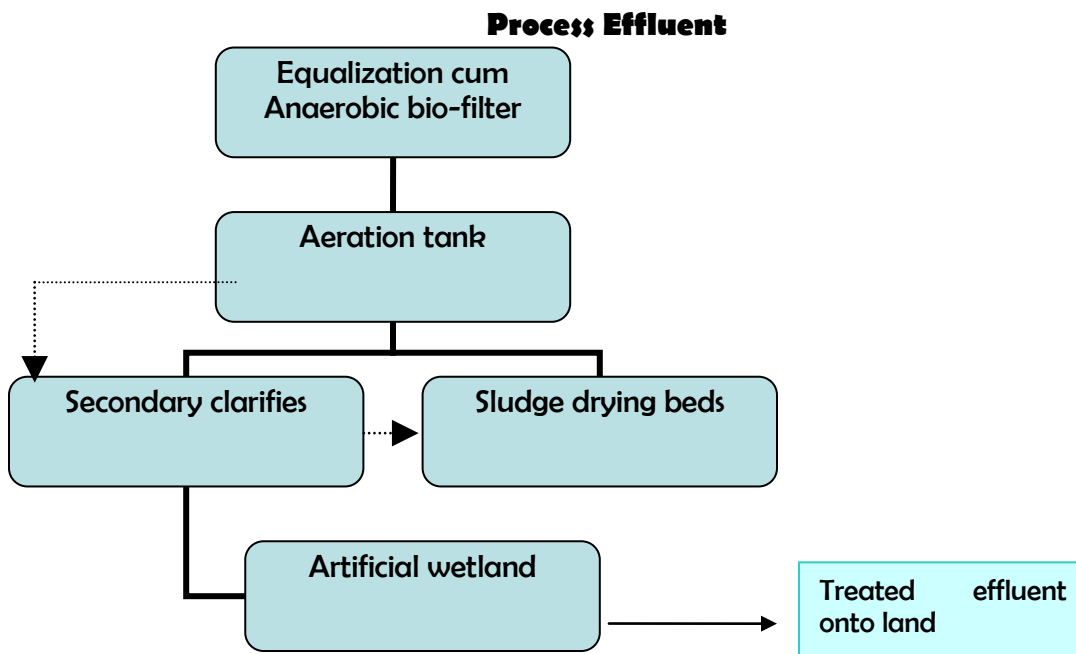 Process Effluent
Equalization cum
Anaerobic bio-filter
Aeration tank
Secondary clarifies
Sludge drying beds
Artificial wetland
Treated effluent
onto land